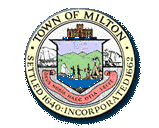 TOWN OF MILTON
SETTLED 1640: INCORPORATED 1662